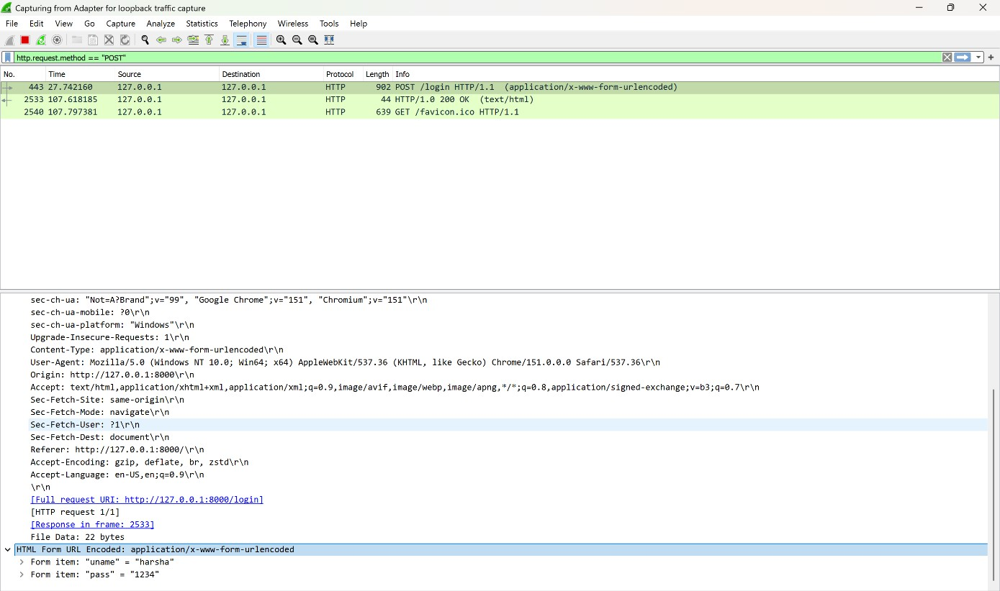 Capturing from Adapter for loopback traffic capture
File Edit View Go Capture Analyze Statistics Telephony Wireless Tools Help
http.request.method == "POST"
No. Time Source Destination Protocol Length Info
443 27.742160 127.0.0.1 127.0.0.1 HTTP 902 POST /login HTTP/1.1 (application/x-www-form-urlencoded)
2533 107.618185 127.0.0.1 127.0.0.1 HTTP 44 HTTP/1.0 200 OK (text/html)
2540 107.797381 127.0.0.1 127.0.0.1 HTTP 639 GET /favicon.ico HTTP/1.1
sec-ch-ua: "Not=A?Brand";v="99", "Google Chrome";v="151", "Chromium";v="151"\r\n
sec-ch-ua-mobile: ?0\r\n
sec-ch-ua-platform: "Windows"\r\n
Upgrade-Insecure-Requests: 1\r\n
Content-Type: application/x-www-form-urlencoded\r\n
User-Agent: Mozilla/5.0 (Windows NT 10.0; Win64; x64) AppleWebKit/537.36 (KHTML, like Gecko) Chrome/151.0.0.0 Safari/537.36\r\n
Origin: http://127.0.0.1:8000\r\n
Accept: text/html,application/xhtml+xml,application/xml;q=0.9,image/avif,image/webp,image/apng,*/*;q=0.8,application/signed-exchange;v=b3;q=0.7\r\n
Sec-Fetch-Site: same-origin\r\n
Sec-Fetch-Mode: navigate\r\n
Sec-Fetch-User: ?1\r\n
Sec-Fetch-Dest: document\r\n
Referer: http://127.0.0.1:8000/\r\n
Accept-Encoding: gzip, deflate, br, zstd\r\n
Accept-Language: en-US,en;q=0.9\r\n
\r\n
[Full request URI: http://127.0.0.1:8000/login]
[HTTP request 1/1]
[Response in frame: 2533]
File Data: 22 bytes
HTML Form URL Encoded: application/x-www-form-urlencoded
Form item: "uname" = "harsha"
Form item: "pass" = "1234"